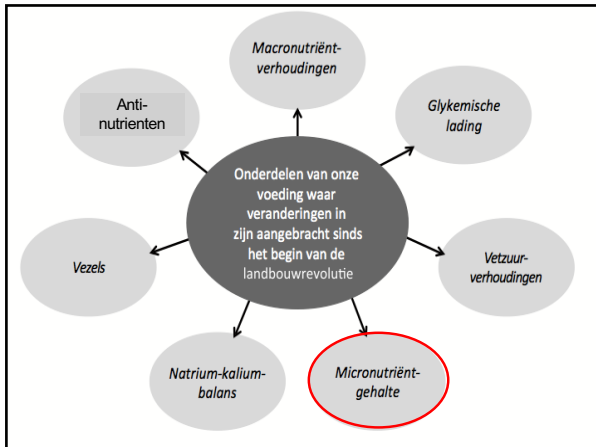 Macronutriënt-
verhoudingen
Anti-
nutrienten
Glykemische
lading
Onderdelen van onze
voeding waar
veranderingen in
zijn aangebracht sinds
het begin van de
landbouwrevolutie
Vezels
Vetzuur-
verhoudingen
Natrium-kalium-
balans
Micronutriënt-
gehalte